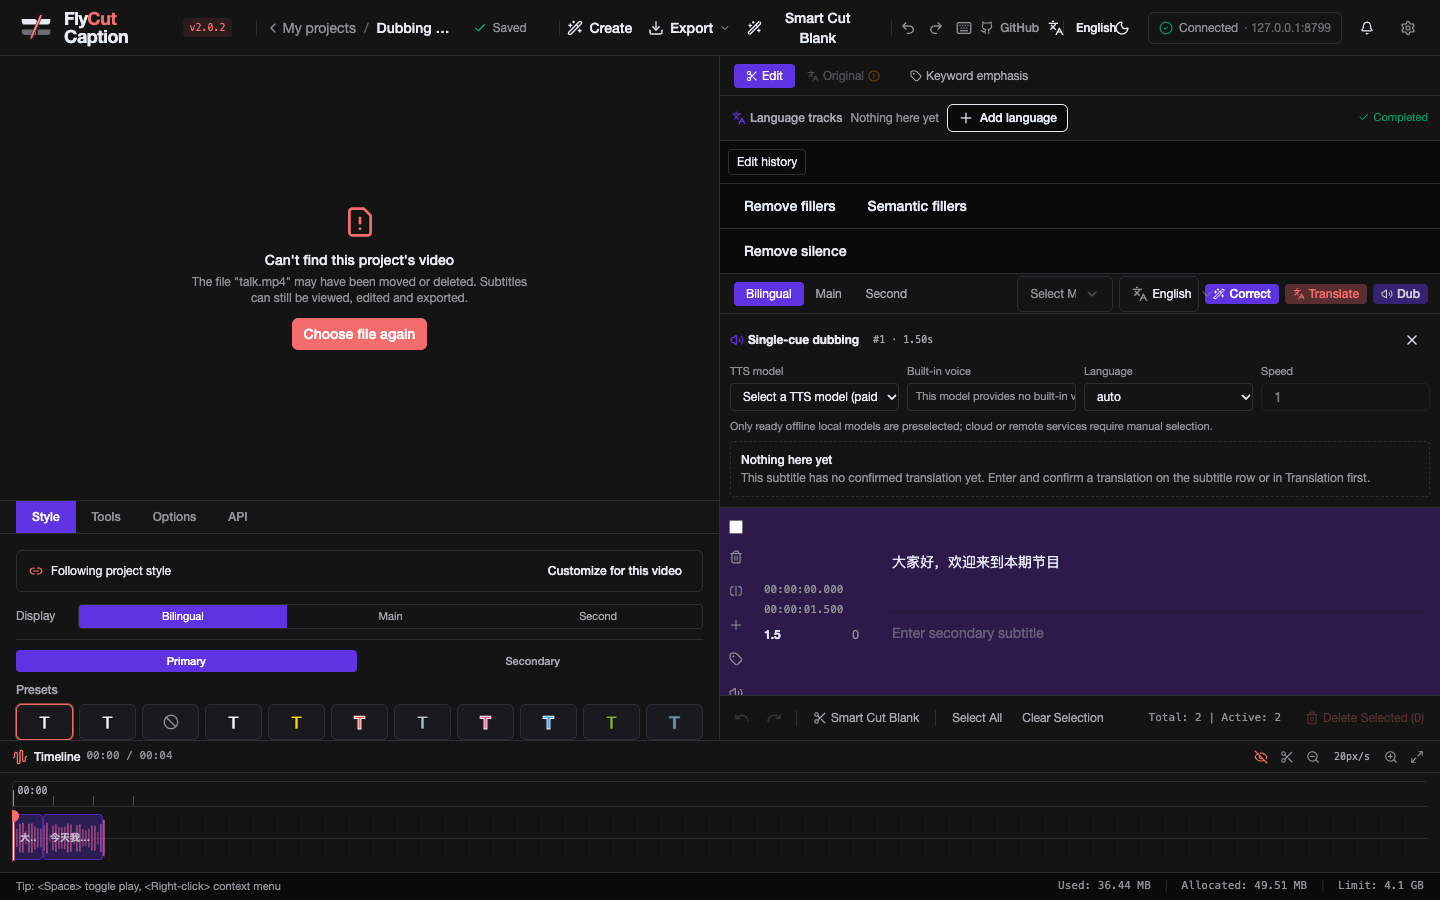 FlyCut Caption
v2.0.2
My projects / Dubbing ...
Saved
Create
Export
Smart Cut Blank
GitHub
English
Connected · 127.0.0.1:8799
Can't find this project's video
The file "talk.mp4" may have been moved or deleted. Subtitles
can still be viewed, edited and exported.
Choose file again
Edit
Original
Keyword emphasis
Language tracks
Nothing here yet
Add language
Completed
Edit history
Remove fillers
Semantic fillers
Remove silence
Bilingual
Main
Second
Select M
English
Correct
Translate
Dub
Single-cue dubbing
#1 · 1.50s
TTS model
Built-in voice
Language
Speed
Select a TTS model (paid
This model provides no built-in v
auto
1
Only ready offline local models are preselected; cloud or remote services require manual selection.
Nothing here yet
This subtitle has no confirmed translation yet. Enter and confirm a translation on the subtitle row or in Translation first.
大家好，欢迎来到本期节目
00:00:00.000
00:00:01.500
1.5
0
Enter secondary subtitle
Smart Cut Blank
Select All
Clear Selection
Total: 2 | Active: 2
Delete Selected (0)
Style
Tools
Options
API
Following project style
Customize for this video
Display
Bilingual
Main
Second
Primary
Secondary
Presets
T
T
T
T
T
T
T
T
T
T
Timeline
00:00 / 00:04
20px/s
00:00
大..
今天我...
Tip: <Space> toggle play, <Right-click> context menu
Used: 36.44 MB | Allocated: 49.51 MB | Limit: 4.1 GB